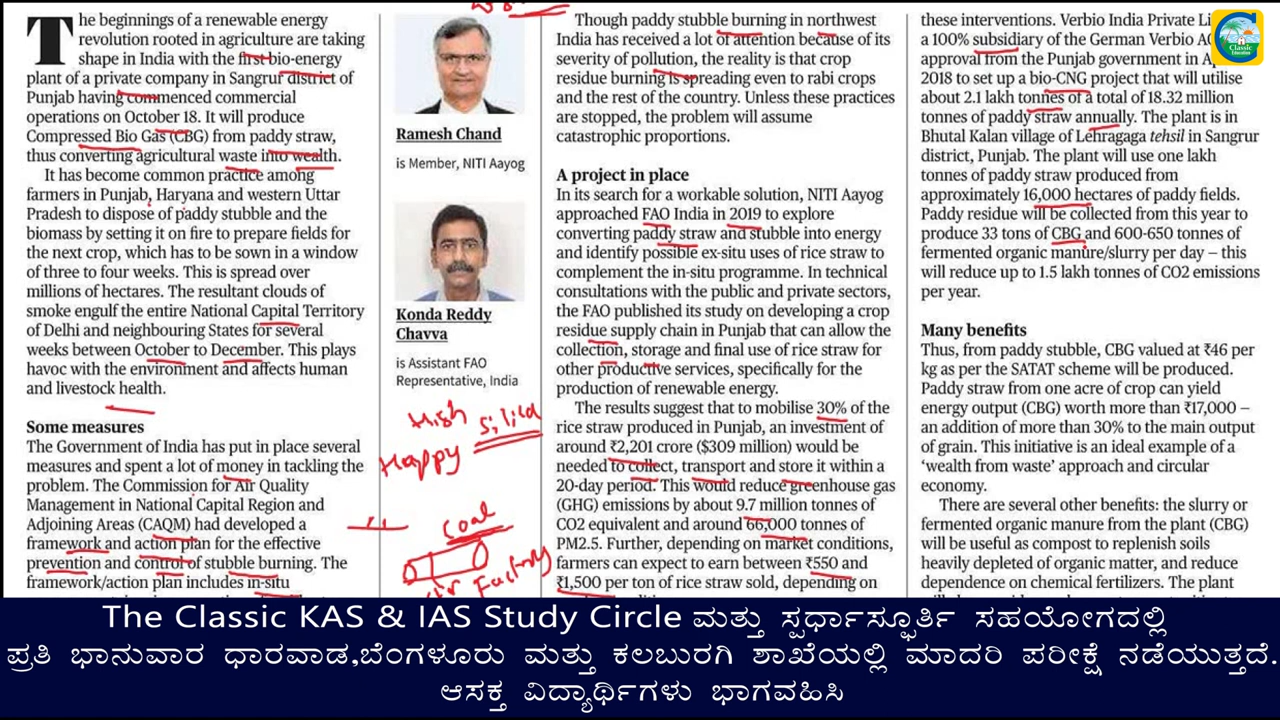 The beginnings of a renewable energy
revolution rooted in agriculture are taking
shape in India with the first bio-energy
plant of a private company in Sangrur district of
Punjab having commenced commercial
operations on October 18. It will produce
Compressed Bio Gas (CBG) from paddy straw,
thus converting agricultural waste into wealth.
It has become common practice among
farmers in Punjab, Haryana and western Uttar
Pradesh to dispose of paddy stubble and the
biomass by setting it on fire to prepare fields for
the next crop, which has to be sown in a window
of three to four weeks. This is spread over
millions of hectares. The resultant clouds of
smoke engulf the entire National Capital Territory
of Delhi and neighbouring States for several
weeks between October to December. This plays
havoc with the environment and affects human
and livestock health.
Some measures
The Government of India has put in place several
measures and spent a lot of money in tackling the
problem. The Commission for Air Quality
Management in National Capital Region and
Adjoining Areas (CAQM) had developed a
framework and action plan for the effective
prevention and control of stubble burning. The
framework/action plan includes in-situ
Ramesh Chand
is Member, NITI Aayog
Konda Reddy
Chavva
is Assistant FAO
Representative, India
High
Silica
Happy
Coal
Factory
Though paddy stubble burning in northwest
India has received a lot of attention because of its
severity of pollution, the reality is that crop
residue burning is spreading even to rabi crops
and the rest of the country. Unless these practices
are stopped, the problem will assume
catastrophic proportions.
A project in place
In its search for a workable solution, NITI Aayog
approached FAO India in 2019 to explore
converting paddy straw and stubble into energy
and identify possible ex-situ uses of rice straw to
complement the in-situ programme. In technical
consultations with the public and private sectors,
the FAO published its study on developing a crop
residue supply chain in Punjab that can allow the
collection, storage and final use of rice straw for
other productive services, specifically for the
production of renewable energy.
The results suggest that to mobilise 30% of the
rice straw produced in Punjab, an investment of
around ₹2,201 crore ($309 million) would be
needed to collect, transport and store it within a
20-day period. This would reduce greenhouse gas
(GHG) emissions by about 9.7 million tonnes of
CO2 equivalent and around 66,000 tonnes of
PM2.5. Further, depending on market conditions,
farmers can expect to earn between ₹550 and
₹1,500 per ton of rice straw sold, depending on
these interventions. Verbio India Private
a 100% subsidiary of the German Verbio
approval from the Punjab government in
2018 to set up a bio-CNG project that will utilise
about 2.1 lakh tonnes of a total of 18.32 million
tonnes of paddy straw annually. The plant is in
Bhutal Kalan village of Lehragaga tehsil in Sangrur
district, Punjab. The plant will use one lakh
tonnes of paddy straw produced from
approximately 16,000 hectares of paddy fields.
Paddy residue will be collected from this year to
produce 33 tons of CBG and 600-650 tonnes of
fermented organic manure/slurry per day — this
will reduce up to 1.5 lakh tonnes of CO2 emissions
per year.
Many benefits
Thus, from paddy stubble, CBG valued at ₹46 per
kg as per the SATAT scheme will be produced.
Paddy straw from one acre of crop can yield
energy output (CBG) worth more than ₹17,000 —
an addition of more than 30% to the main output
of grain. This initiative is an ideal example of a
‘wealth from waste’ approach and circular
economy.
There are several other benefits: the slurry or
fermented organic manure from the plant (CBG)
will be useful as compost to replenish soils
heavily depleted of organic matter, and reduce
dependence on chemical fertilizers. The plant
Classic
Education
The Classic KAS & IAS Study Circle ಮತ್ತು ಸ್ಪರ್ಧಾಸ್ಫೂರ್ತಿ ಸಹಯೋಗದಲ್ಲಿ
ಪ್ರತಿ ಭಾನುವಾರ ಧಾರವಾಡ,ಬೆಂಗಳೂರು ಮತ್ತು ಕಲಬುರಗಿ ಶಾಖೆಯಲ್ಲಿ ಮಾದರಿ ಪರೀಕ್ಷೆ ನಡೆಯುತ್ತದೆ.
ಆಸಕ್ತ ವಿದ್ಯಾರ್ಥಿಗಳು ಭಾಗವಹಿಸಿ